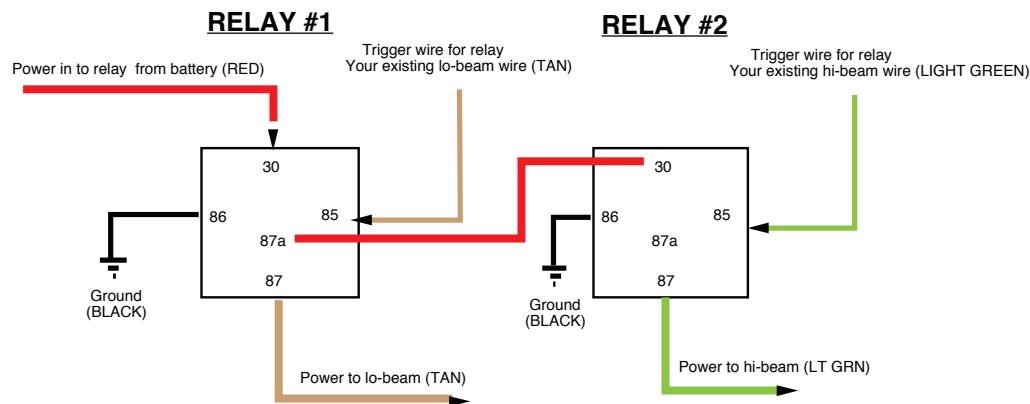 RELAY #1
Power in to relay from battery (RED)
Trigger wire for relay
Your existing lo-beam wire (TAN)
30
86
85
87a
87
Ground
(BLACK)
Power to lo-beam (TAN)
RELAY #2
Trigger wire for relay
Your existing hi-beam wire (LIGHT GREEN)
30
86
85
87a
87
Ground
(BLACK)
Power to hi-beam (LT GRN)